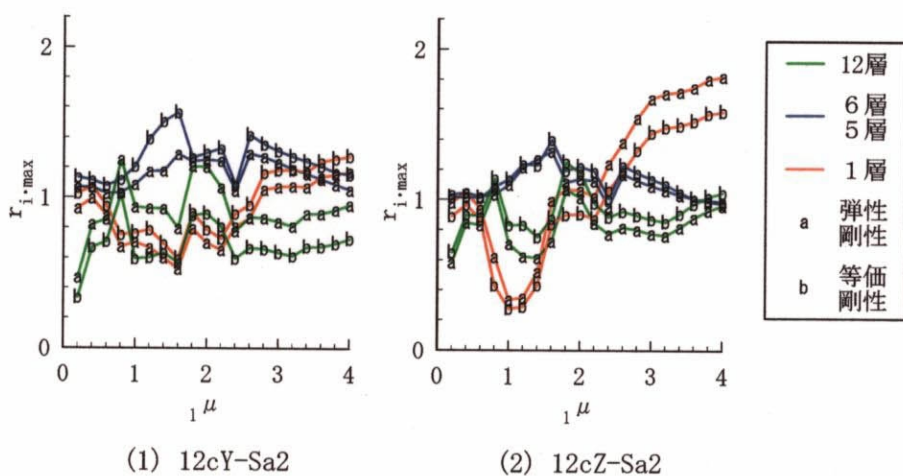 2
1
0
r i・max
0 1 2 3 4
₁μ
(1) 12cY-Sa2
2
1
0
r i・max
0 1 2 3 4
₁μ
(2) 12cZ-Sa2
12層
6層
5層
1層
a 弾性
剛性
b 等価
剛性